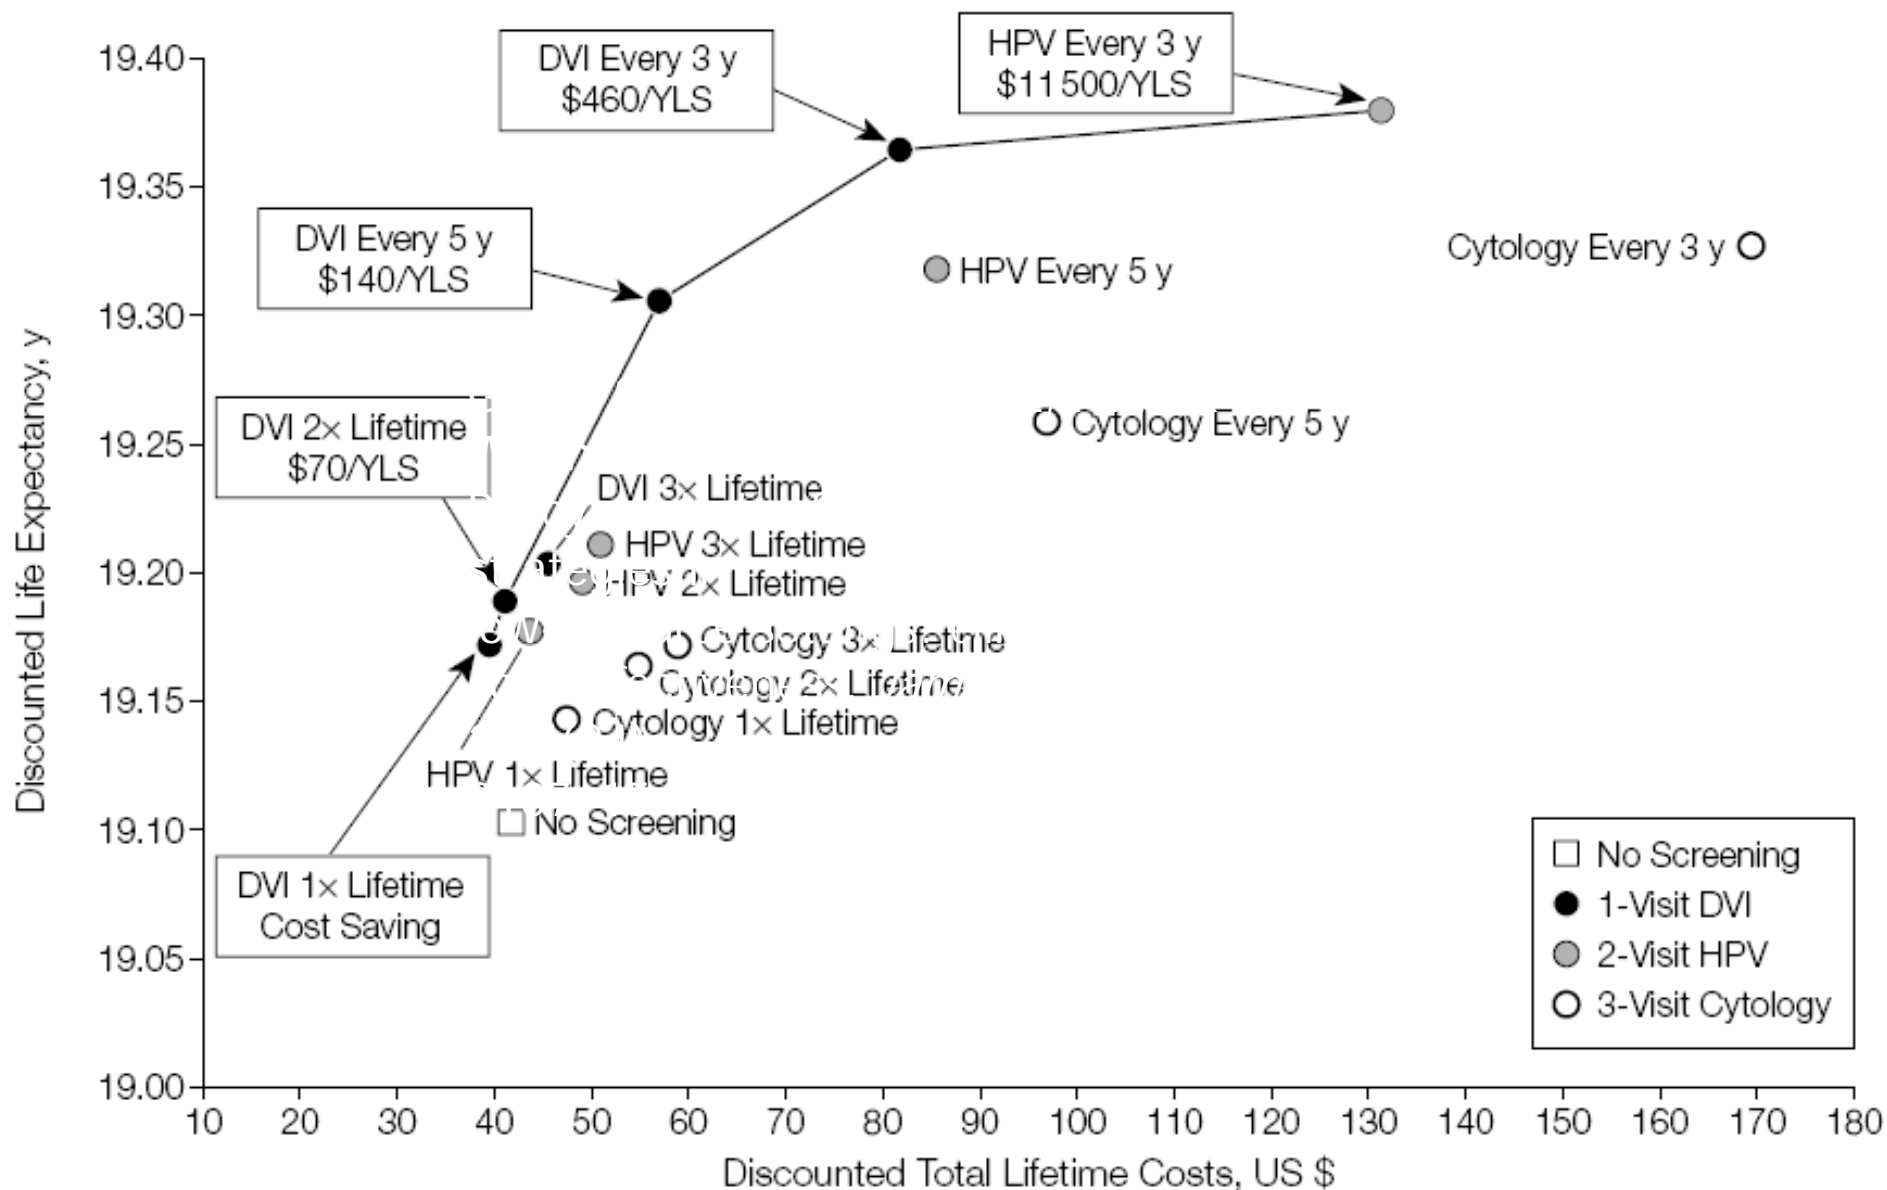 DVI Every 3 y
$460/YLS
HPV Every 3 y
$11500/YLS
DVI Every 5 y
$140/YLS
DVI 2× Lifetime
$70/YLS
DVI 1× Lifetime
Cost Saving
HPV Every 5 y
Cytology Every 3 y
Cytology Every 5 y
DVI 3× Lifetime
HPV 3× Lifetime
HPV 2× Lifetime
Cytology 3× Lifetime
Cytology 2× Lifetime
Cytology 1× Lifetime
HPV 1× Lifetime
No Screening
No Screening
1-Visit DVI
2-Visit HPV
3-Visit Cytology
Discounted Life Expectancy, y
19.40
19.35
19.30
19.25
19.20
19.15
19.10
19.05
19.00
10 20 30 40 50 60 70 80 90 100 110 120 130 140 150 160 170 180
Discounted Total Lifetime Costs, US $